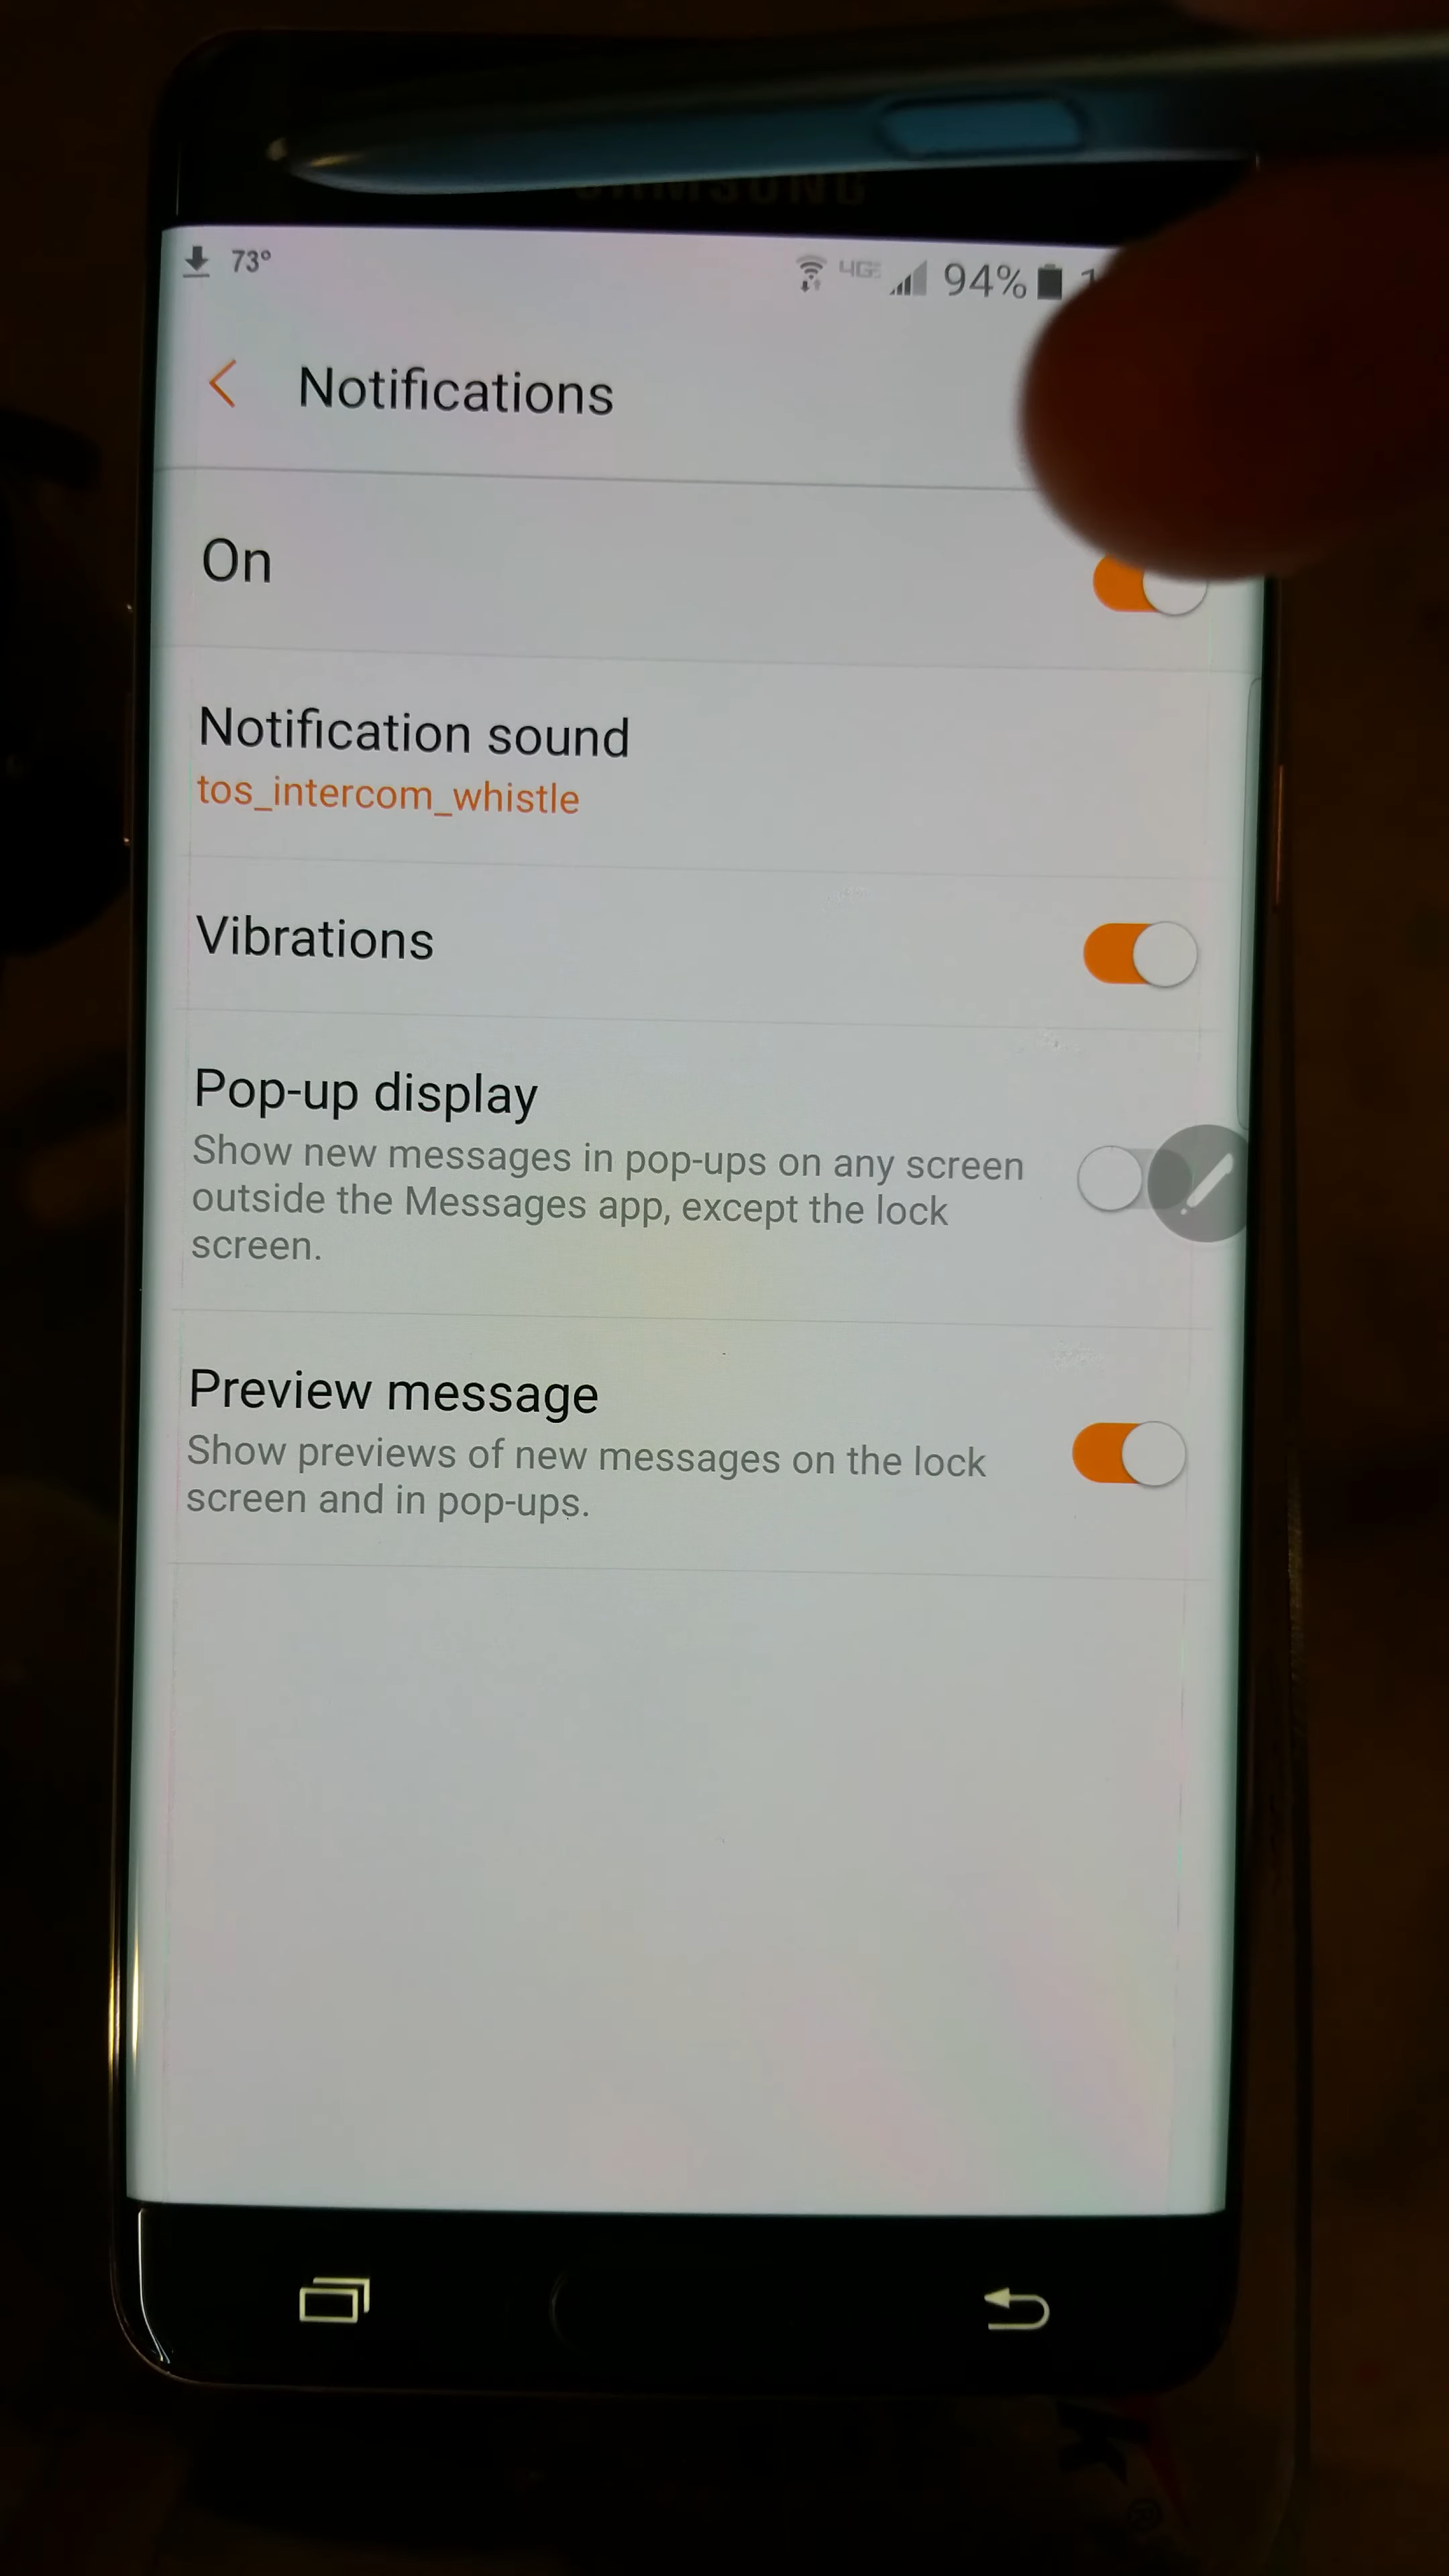 SAMSUNG
73° 4G 94%
Notifications
On
Notification sound
tos_intercom_whistle
Vibrations
Pop-up display
Show new messages in pop-ups on any screen
outside the Messages app, except the lock
screen.
Preview message
Show previews of new messages on the lock
screen and in pop-ups.